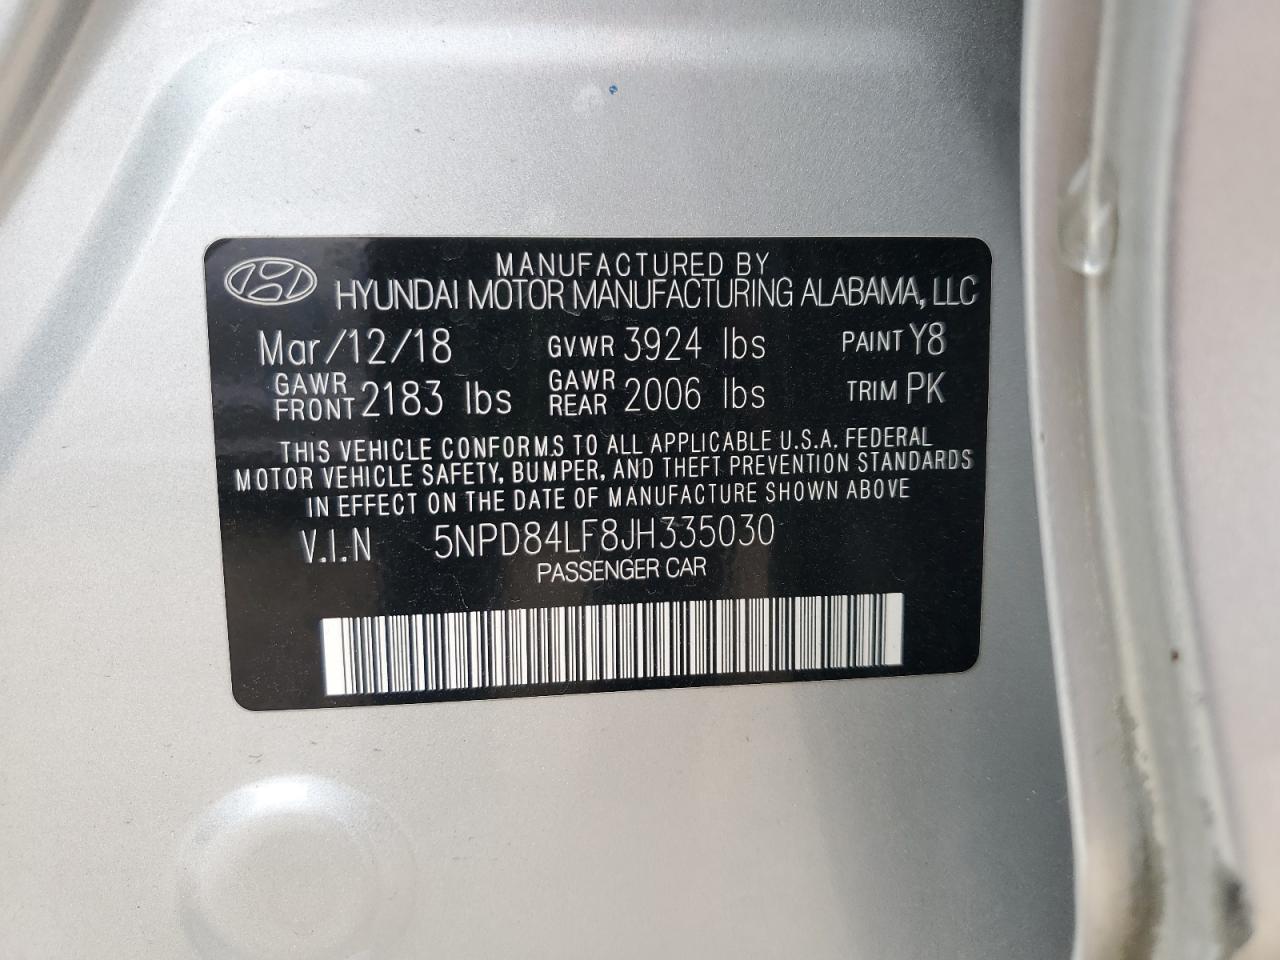 MANUFACTURED BY
HYUNDAI MOTOR MANUFACTURING ALABAMA, LLC
Mar/12/18 GVWR 3924 lbs PAINT Y8
GAWR FRONT 2183 lbs GAWR REAR 2006 lbs TRIM PK
THIS VEHICLE CONFORMS TO ALL APPLICABLE U.S.A. FEDERAL
MOTOR VEHICLE SAFETY, BUMPER, AND THEFT PREVENTION STANDARDS
IN EFFECT ON THE DATE OF MANUFACTURE SHOWN ABOVE
V.I.N 5NPD84LF8JH335030
PASSENGER CAR